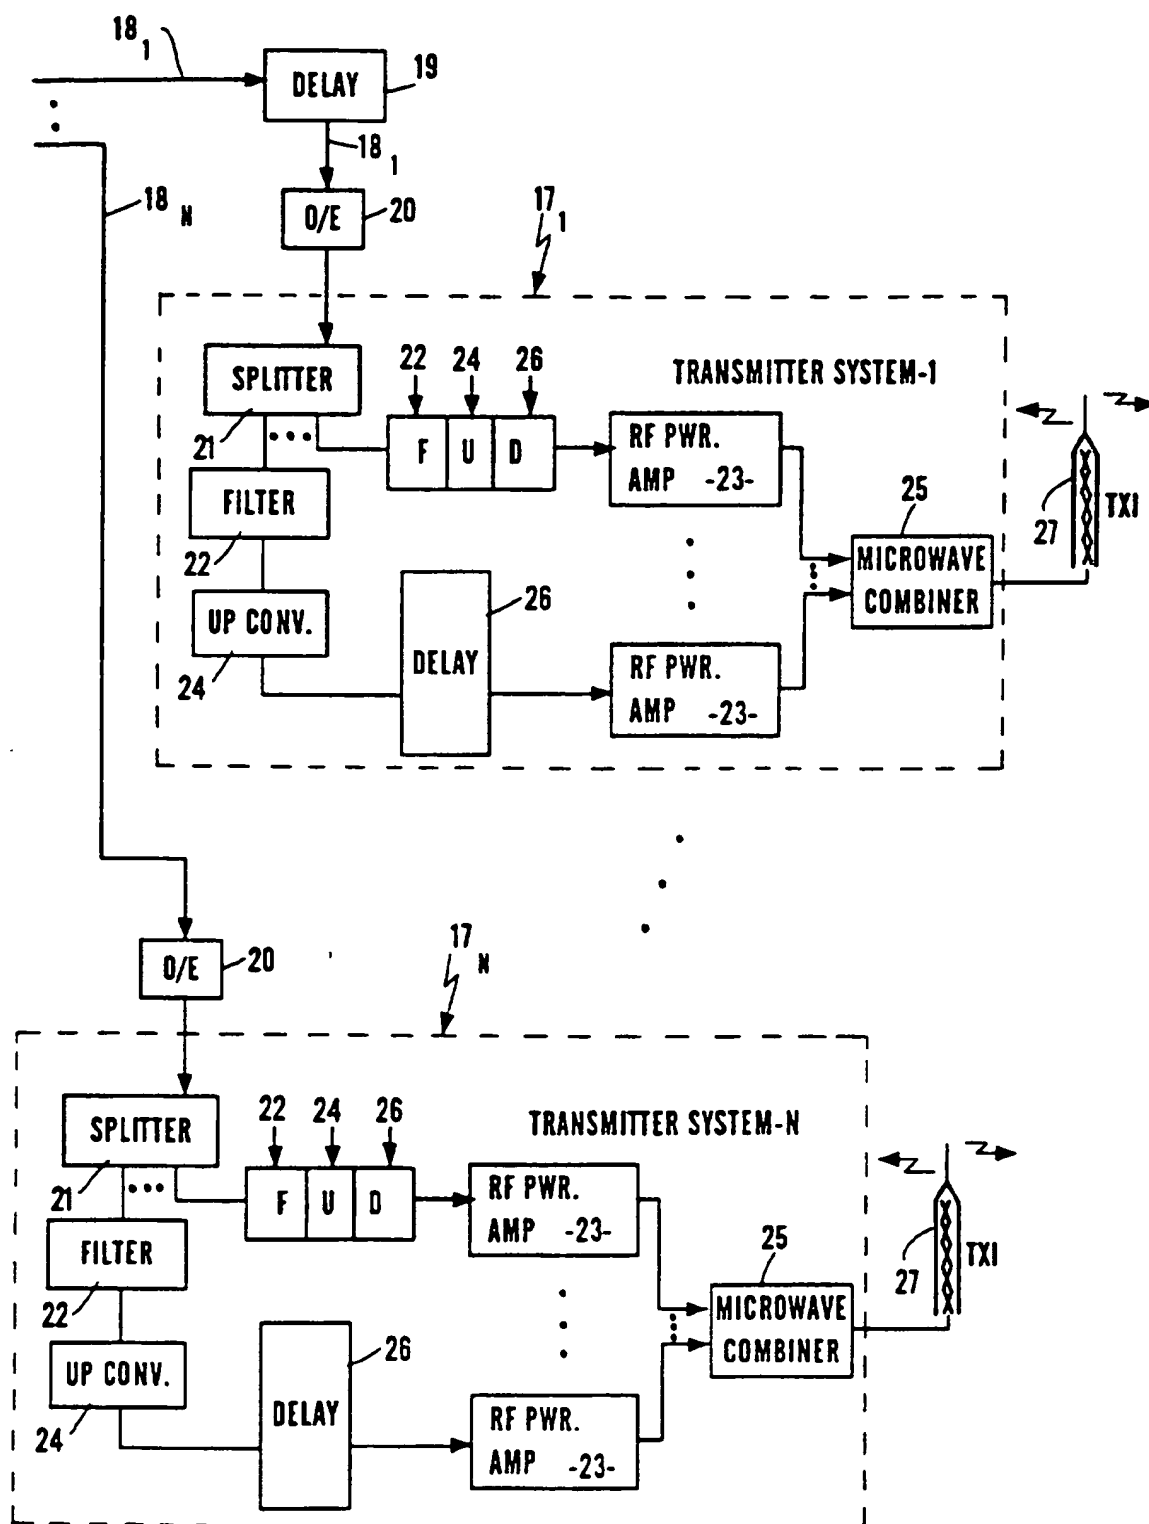 18 1
DELAY
19
18 1
O/E
20
18 N
17 1
SPLITTER
22 24 26
TRANSMITTER SYSTEM-1
21
F U D
RF PWR.
AMP -23-
FILTER
22
25
MICROWAVE
COMBINER
27
TX1
26
UP CONV.
DELAY
24
RF PWR.
AMP -23-
O/E
20
17 N
SPLITTER
22 24 26
TRANSMITTER SYSTEM-N
21
F U D
RF PWR.
AMP -23-
FILTER
22
25
MICROWAVE
COMBINER
27
TX1
26
UP CONV.
DELAY
24
RF PWR.
AMP -23-